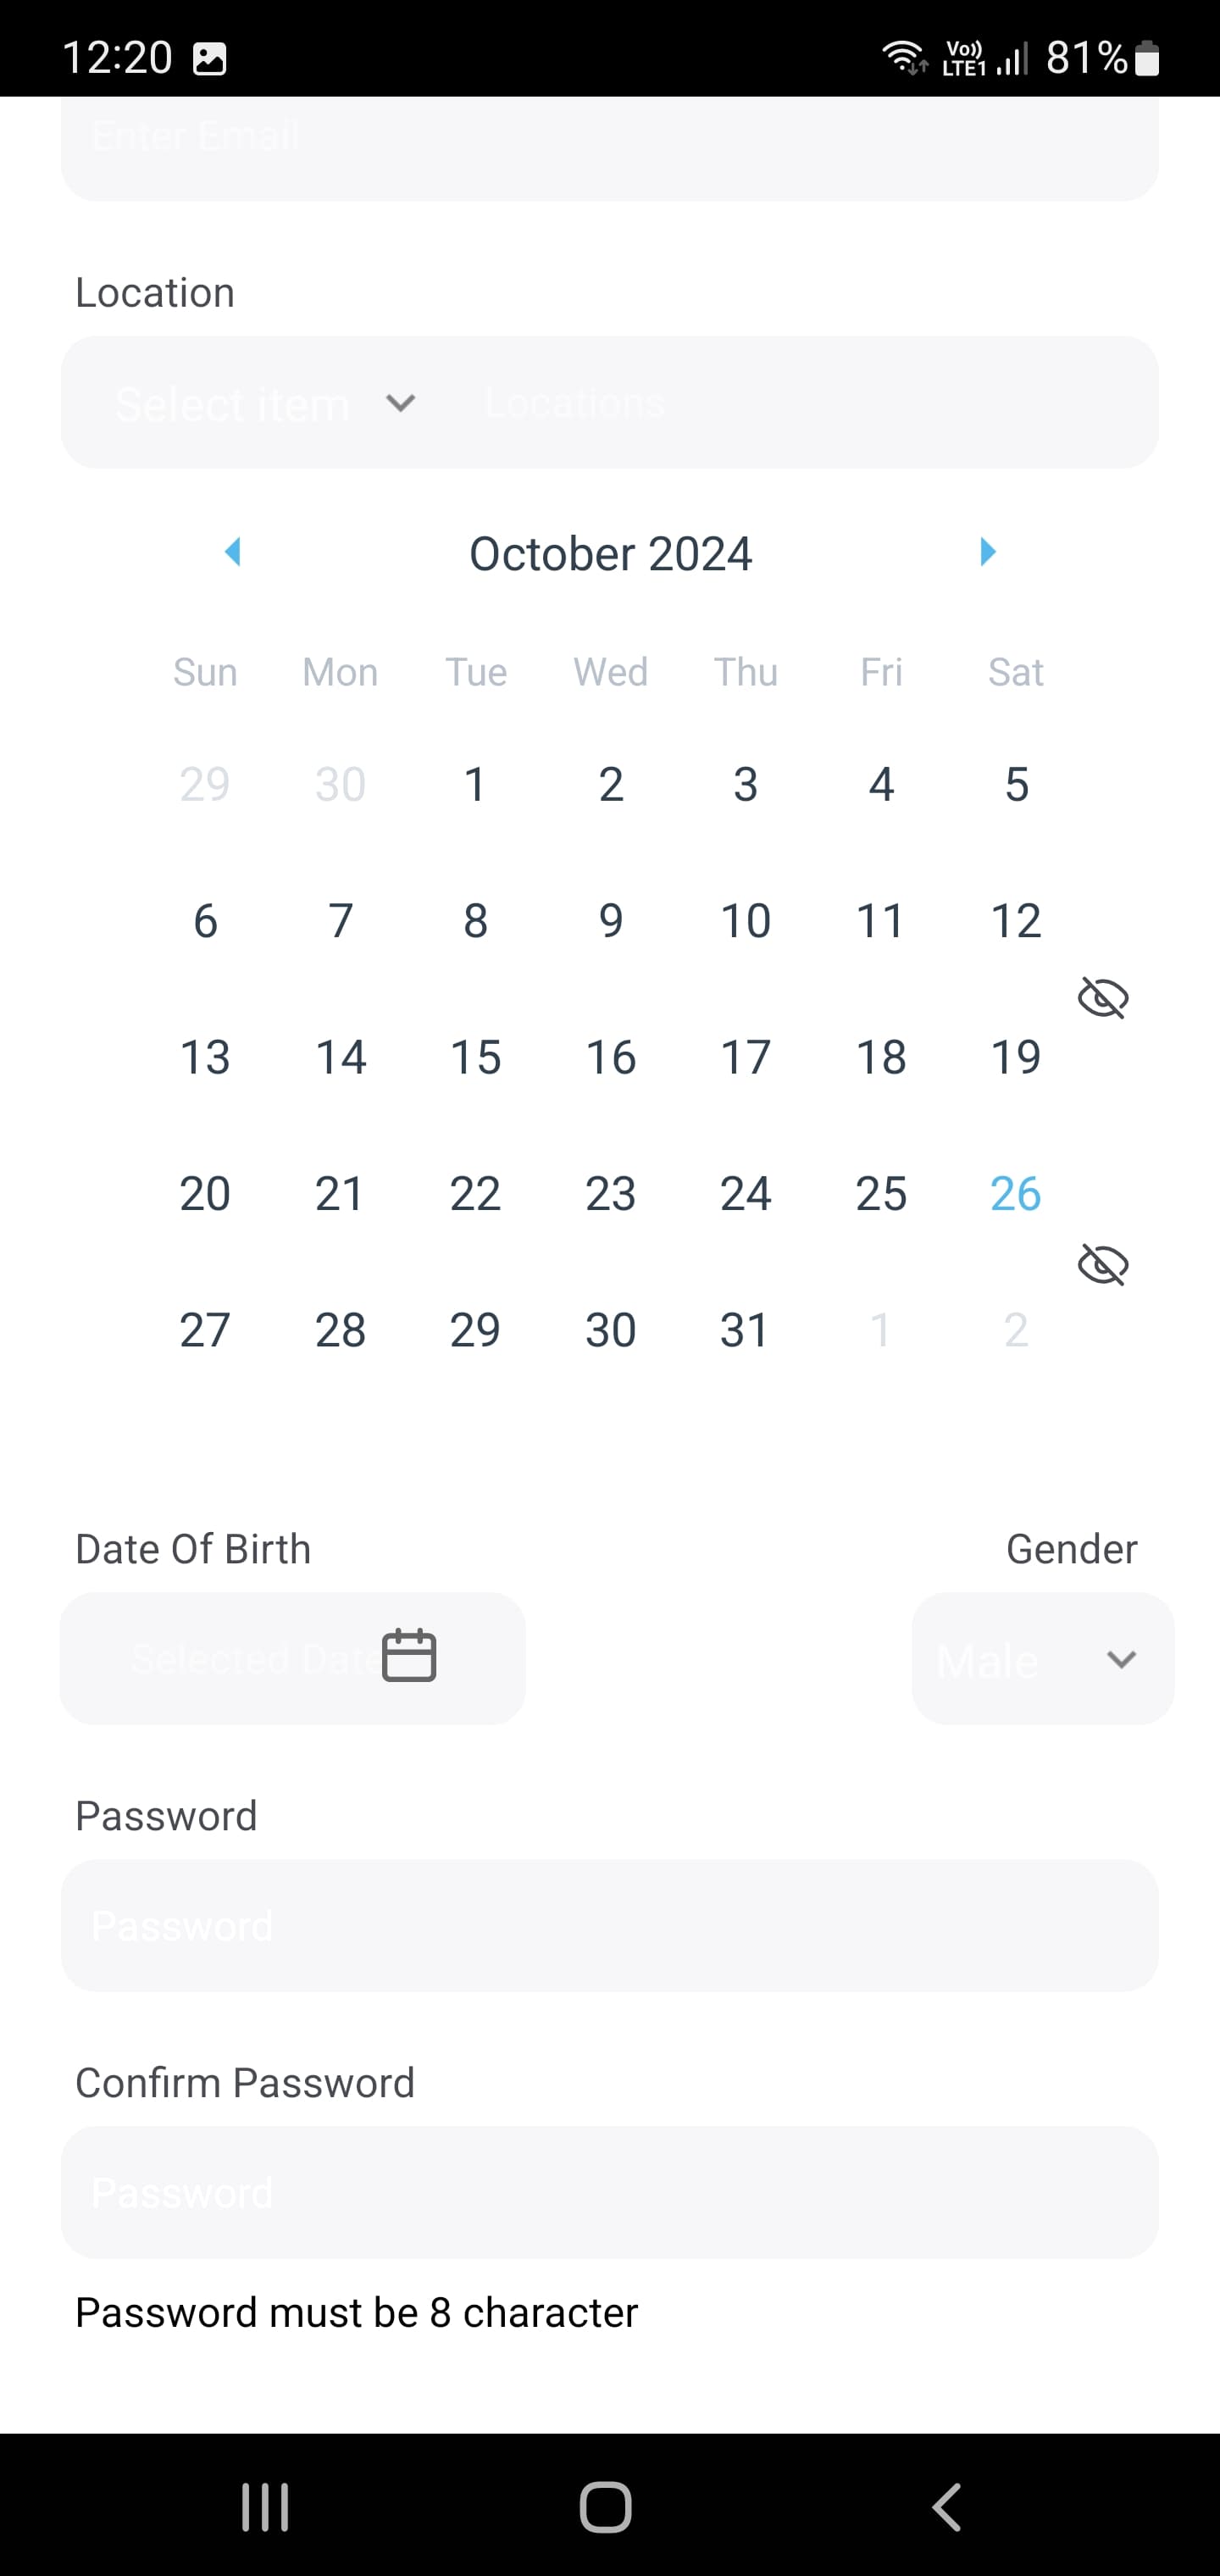 12:20 Vo)) LTE1 81%
Enter Email
Location
Select item Locations
October 2024
Sun Mon Tue Wed Thu Fri Sat
29 30 1 2 3 4 5
6 7 8 9 10 11 12
13 14 15 16 17 18 19
20 21 22 23 24 25 26
27 28 29 30 31 1 2
Date Of Birth Gender
Selected Date Male
Password
Password
Confirm Password
Password
Password must be 8 character